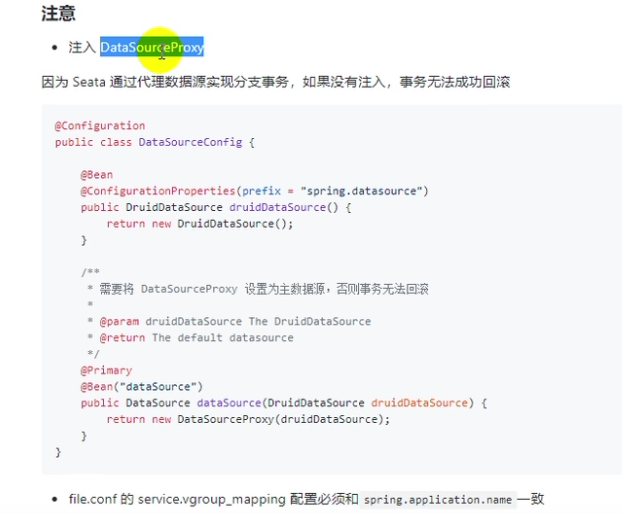 注意
注入 DataSourceProxy
因为 Seata 通过代理数据源实现分支事务，如果没有注入，事务无法成功回滚
@Configuration
public class DataSourceConfig {
@Bean
@ConfigurationProperties(prefix = "spring.datasource")
public DruidDataSource druidDataSource() {
return new DruidDataSource();
}
/**
* 需要将 DataSourceProxy 设置为主数据源，否则事务无法回滚
*
* @param druidDataSource The DruidDataSource
* @return The default datasource
*/
@Primary
@Bean("dataSource")
public DataSource dataSource(DruidDataSource druidDataSource) {
return new DataSourceProxy(druidDataSource);
}
}
file.conf 的 service.vgroup_mapping 配置必须和 spring.application.name 一致